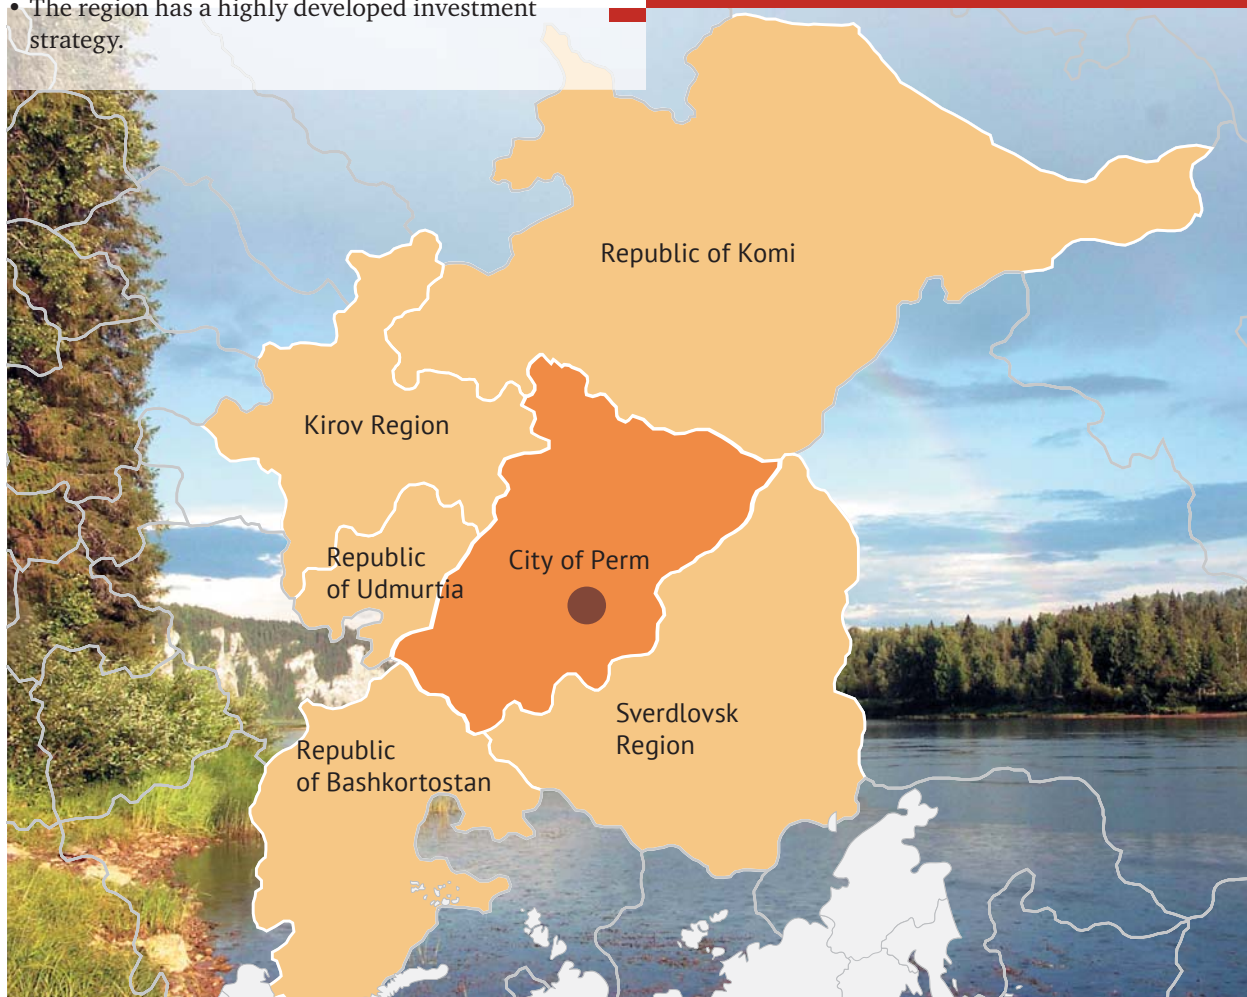 • The region has a highly developed investment
strategy.
Republic of Komi
Kirov Region
Republic
of Udmurtia
City of Perm
Sverdlovsk
Region
Republic
of Bashkortostan